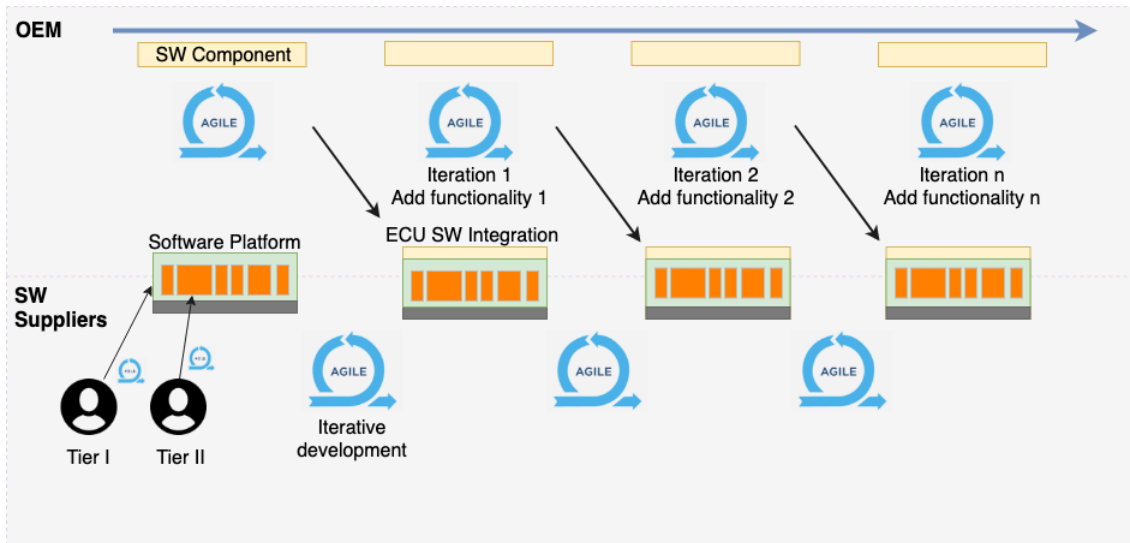 OEM
SW Component
AGILE
AGILE
AGILE
AGILE
Iteration 1
Add functionality 1
Iteration 2
Add functionality 2
Iteration n
Add functionality n
Software Platform
ECU SW Integration
SW
Suppliers
AGILE
AGILE
AGILE
Tier I
Tier II
Iterative
development